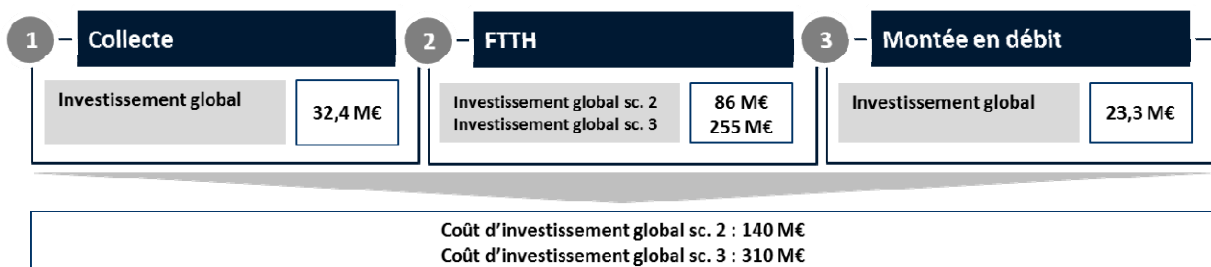 1 – Collecte
Investissement global
32,4 M€
2 – FTTH
Investissement global sc. 2
Investissement global sc. 3
86 M€
255 M€
3 – Montée en débit
Investissement global
23,3 M€
Coût d'investissement global sc. 2 : 140 M€
Coût d'investissement global sc. 3 : 310 M€